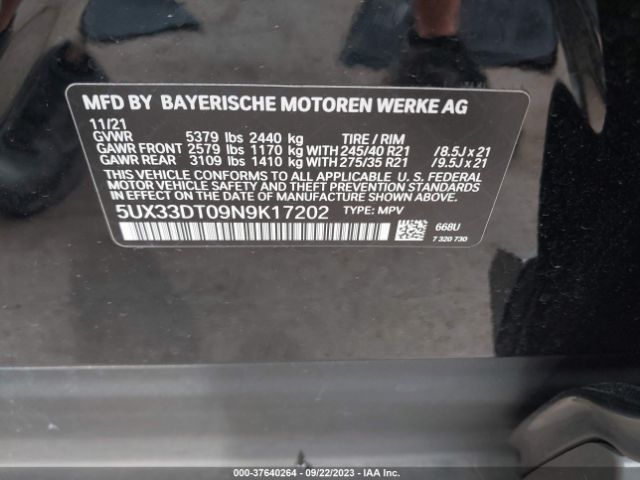 MFD BY BAYERISCHE MOTOREN WERKE AG
11/21
GVWR 5379 lbs 2440 kg TIRE / RIM
GAWR FRONT 2579 lbs 1170 kg WITH 245/40 R21 /8.5J x 21
GAWR REAR 3109 lbs 1410 kg WITH 275/35 R21 /9.5J x 21
THIS VEHICLE CONFORMS TO ALL APPLICABLE U. S. FEDERAL
MOTOR VEHICLE SAFETY AND THEFT PREVENTION STANDARDS
IN EFFECT ON THE DATE OF MANUFACTURE SHOWN ABOVE.
5UX33DT09N9K17202 TYPE: MPV
668U
7 320 730
000-37640264 - 09/22/2023 - IAA Inc.